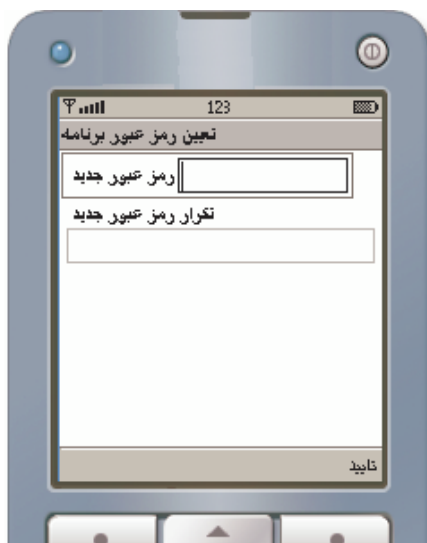 123
تعیین رمز عبور برنامه
رمز عبور جدید
تکرار رمز عبور جدید
تایید